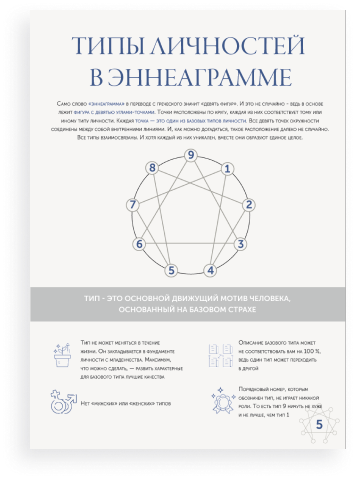 ТИПЫ ЛИЧНОСТЕЙ
В ЭННЕАГРАММЕ
Само слово «эннеаграмма» в переводе с греческого значит «девять фигур». И это не случайно - ведь в основе
лежит фигура с девятью углами-точками. Точки расположены по кругу, каждая из них соответствует тому или
иному типу личности. Каждая точка — это один из базовых типов личности. Все девять точек окружности
соединены между собой внутренними линиями. И, как можно догадаться, такое расположение далеко не случайно.
Все типы взаимосвязаны. И хотя каждый из них уникален, вместе они образуют единое целое.
9
8
1
7
2
6
3
5
4
ТИП - ЭТО ОСНОВНОЙ ДВИЖУЩИЙ МОТИВ ЧЕЛОВЕКА,
ОСНОВАННЫЙ НА БАЗОВОМ СТРАХЕ
Тип не может меняться в течение
жизни. Он закладывается в фундаменте
личности с младенчества. Максимум,
что можно сделать, — развить характерные
для базового типа лучшие качества
Описание базового типа может
не соответствовать вам на 100 %,
ведь один тип может переходить
в другой
Нет «мужских» или «женских» типов
Порядковый номер, которым
обозначен тип, не играет никакой
роли. То есть тип 9 ничуть не хуже
и не лучше, чем тип 1
5